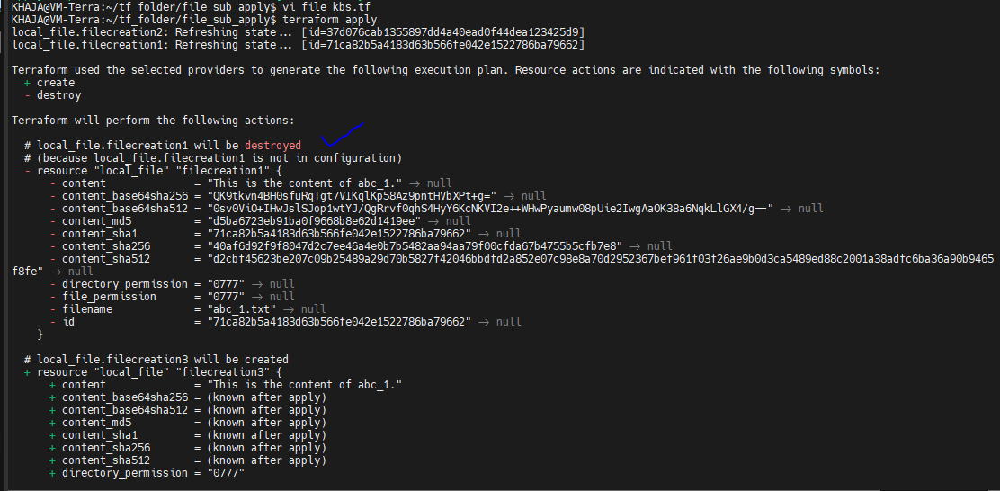 KHAJA@VM-Terra:~/tf_folder/file_sub_apply$ vi file_kbs.tf
KHAJA@VM-Terra:~/tf_folder/file_sub_apply$ terraform apply
local_file.filecreation2: Refreshing state... [id=37d076cab1355897dd4a40ead0f44dea123425d9]
local_file.filecreation1: Refreshing state... [id=71ca82b5a4183d63b566fe042e1522786ba79662]
Terraform used the selected providers to generate the following execution plan. Resource actions are indicated with the following symbols:
+ create
- destroy
Terraform will perform the following actions:
# local_file.filecreation1 will be destroyed
# (because local_file.filecreation1 is not in configuration)
- resource "local_file" "filecreation1" {
- content = "This is the content of abc_1." → null
- content_base64sha256 = "QK9tkvn4BH0sfuRqTgt7VIKqlKp58Az9pntHVbXPt+g=" → null
- content_base64sha512 = "0sv0ViO+IHwJslSJop1wtYJ/QgRrvf0qhS4HyY6KcNKVI2e++WHwPyaumw08pUie2IwgAaOK38a6NqkLlGX4/g==" → null
- content_md5 = "d5ba6723eb91ba0f9668b8e62d1419ee" → null
- content_sha1 = "71ca82b5a4183d63b566fe042e1522786ba79662" → null
- content_sha256 = "40af6d92f9f8047d2c7ee46a4e0b7b5482aa94aa79f00cfda67b4755b5cfb7e8" → null
- content_sha512 = "d2cbf45623be207c09b25489a29d70b5827f42046bbdfd2a852e07c98e8a70d2952367bef961f03f26ae9b0d3ca5489ed88c2001a38adfc6ba36a90b9465
f8fe" → null
- directory_permission = "0777" → null
- file_permission = "0777" → null
- filename = "abc_1.txt" → null
- id = "71ca82b5a4183d63b566fe042e1522786ba79662" → null
}
# local_file.filecreation3 will be created
+ resource "local_file" "filecreation3" {
+ content = "This is the content of abc_1."
+ content_base64sha256 = (known after apply)
+ content_base64sha512 = (known after apply)
+ content_md5 = (known after apply)
+ content_sha1 = (known after apply)
+ content_sha256 = (known after apply)
+ content_sha512 = (known after apply)
+ directory_permission = "0777"